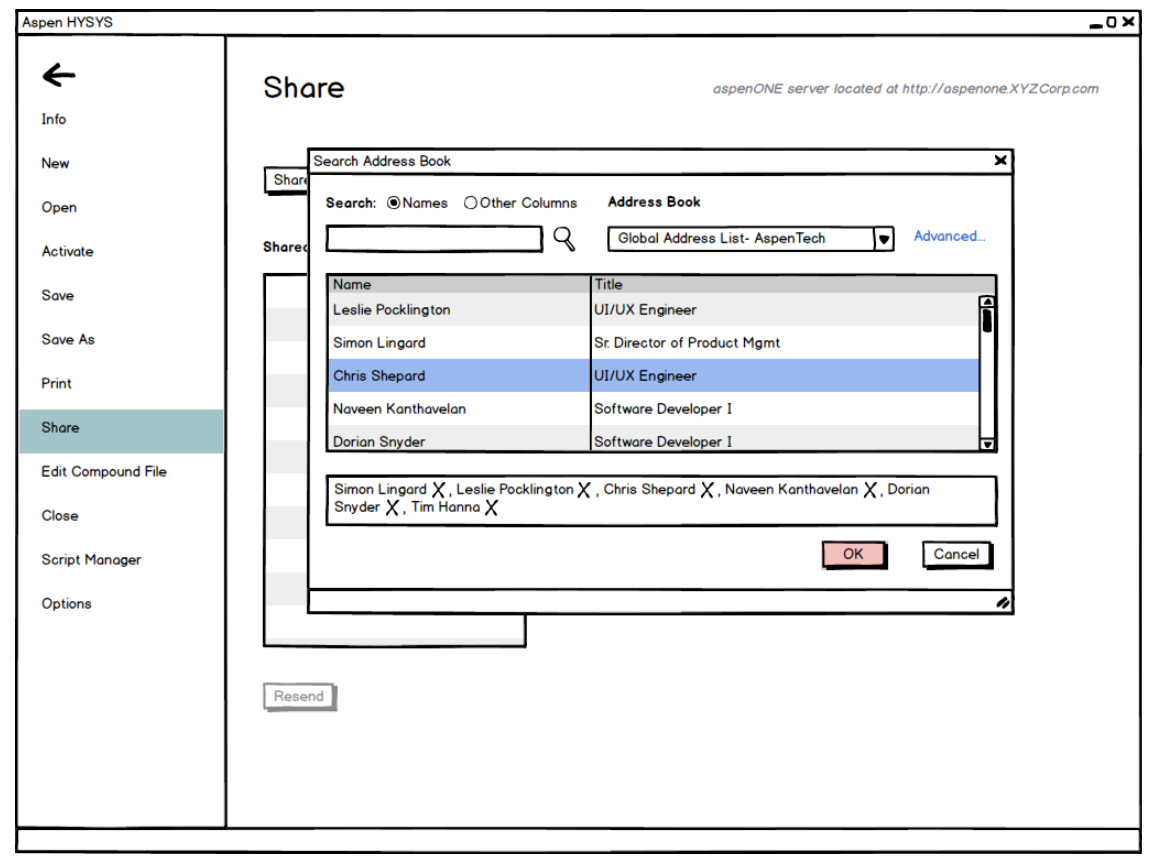 Aspen HYSYS
Info
New
Open
Activate
Save
Save As
Print
Share
Edit Compound File
Close
Script Manager
Options
Share
aspenONE server located at http://aspenone.XYZCorp.com
Share
Shared
Search Address Book
Search: Names Other Columns
Address Book
Global Address List- AspenTech
Advanced...
Name Title
Leslie Pocklington UI/UX Engineer
Simon Lingard Sr. Director of Product Mgmt
Chris Shepard UI/UX Engineer
Naveen Kanthavelan Software Developer I
Dorian Snyder Software Developer I
Simon Lingard X , Leslie Pocklington X , Chris Shepard X , Naveen Kanthavelan X , Dorian
Snyder X , Tim Hanna X
OK Cancel
Resend